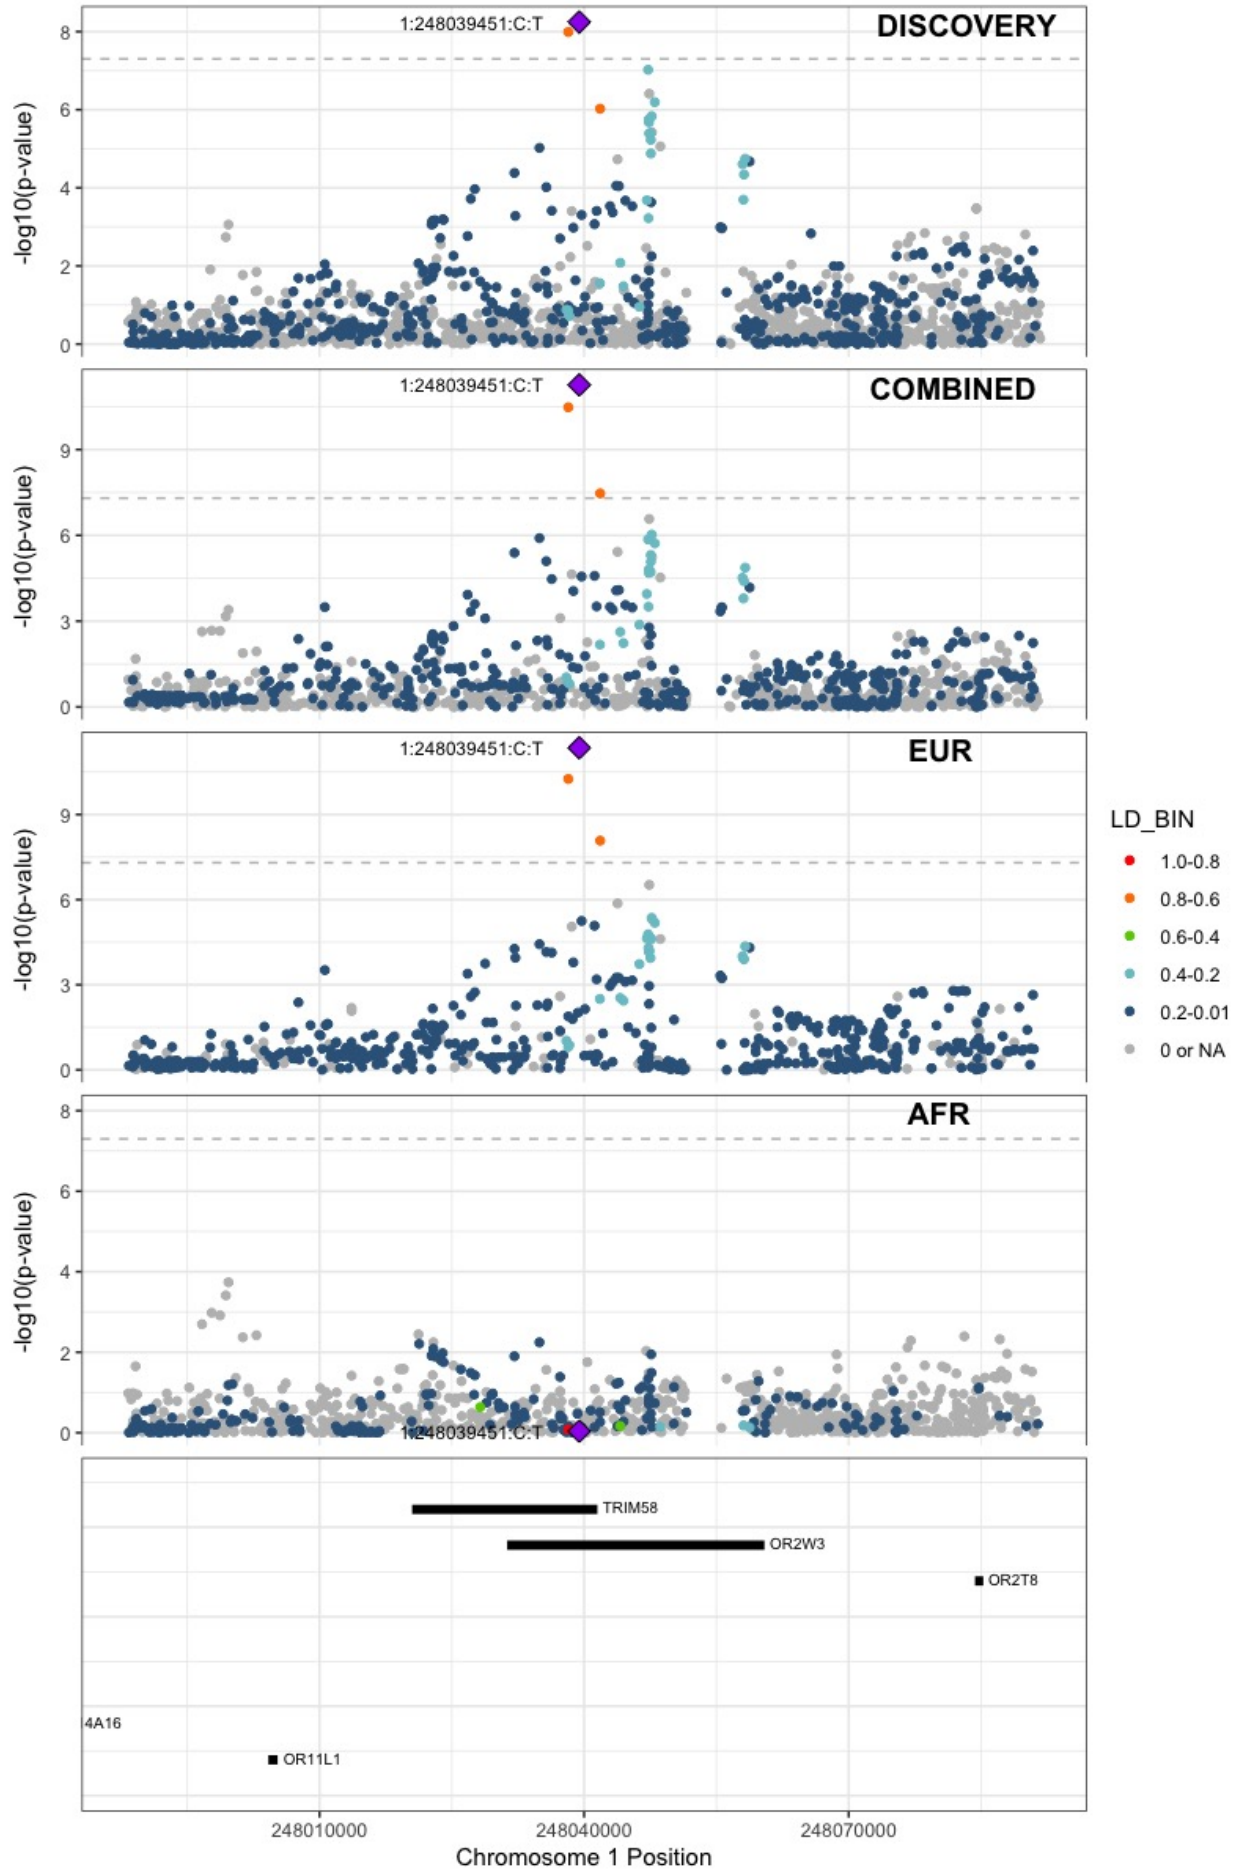 1:248039451:C:T
DISCOVERY
8
6
4
2
0
-log10(p-value)
1:248039451:C:T
COMBINED
9
6
3
0
-log10(p-value)
1:248039451:C:T
EUR
9
6
3
0
-log10(p-value)
LD_BIN
1.0-0.8
0.8-0.6
0.6-0.4
0.4-0.2
0.2-0.01
0 or NA
AFR
8
6
4
2
0
-log10(p-value)
1:248039451:C:T
TRIM58
OR2W3
OR2T8
4A16
OR11L1
248010000 248040000 248070000
Chromosome 1 Position